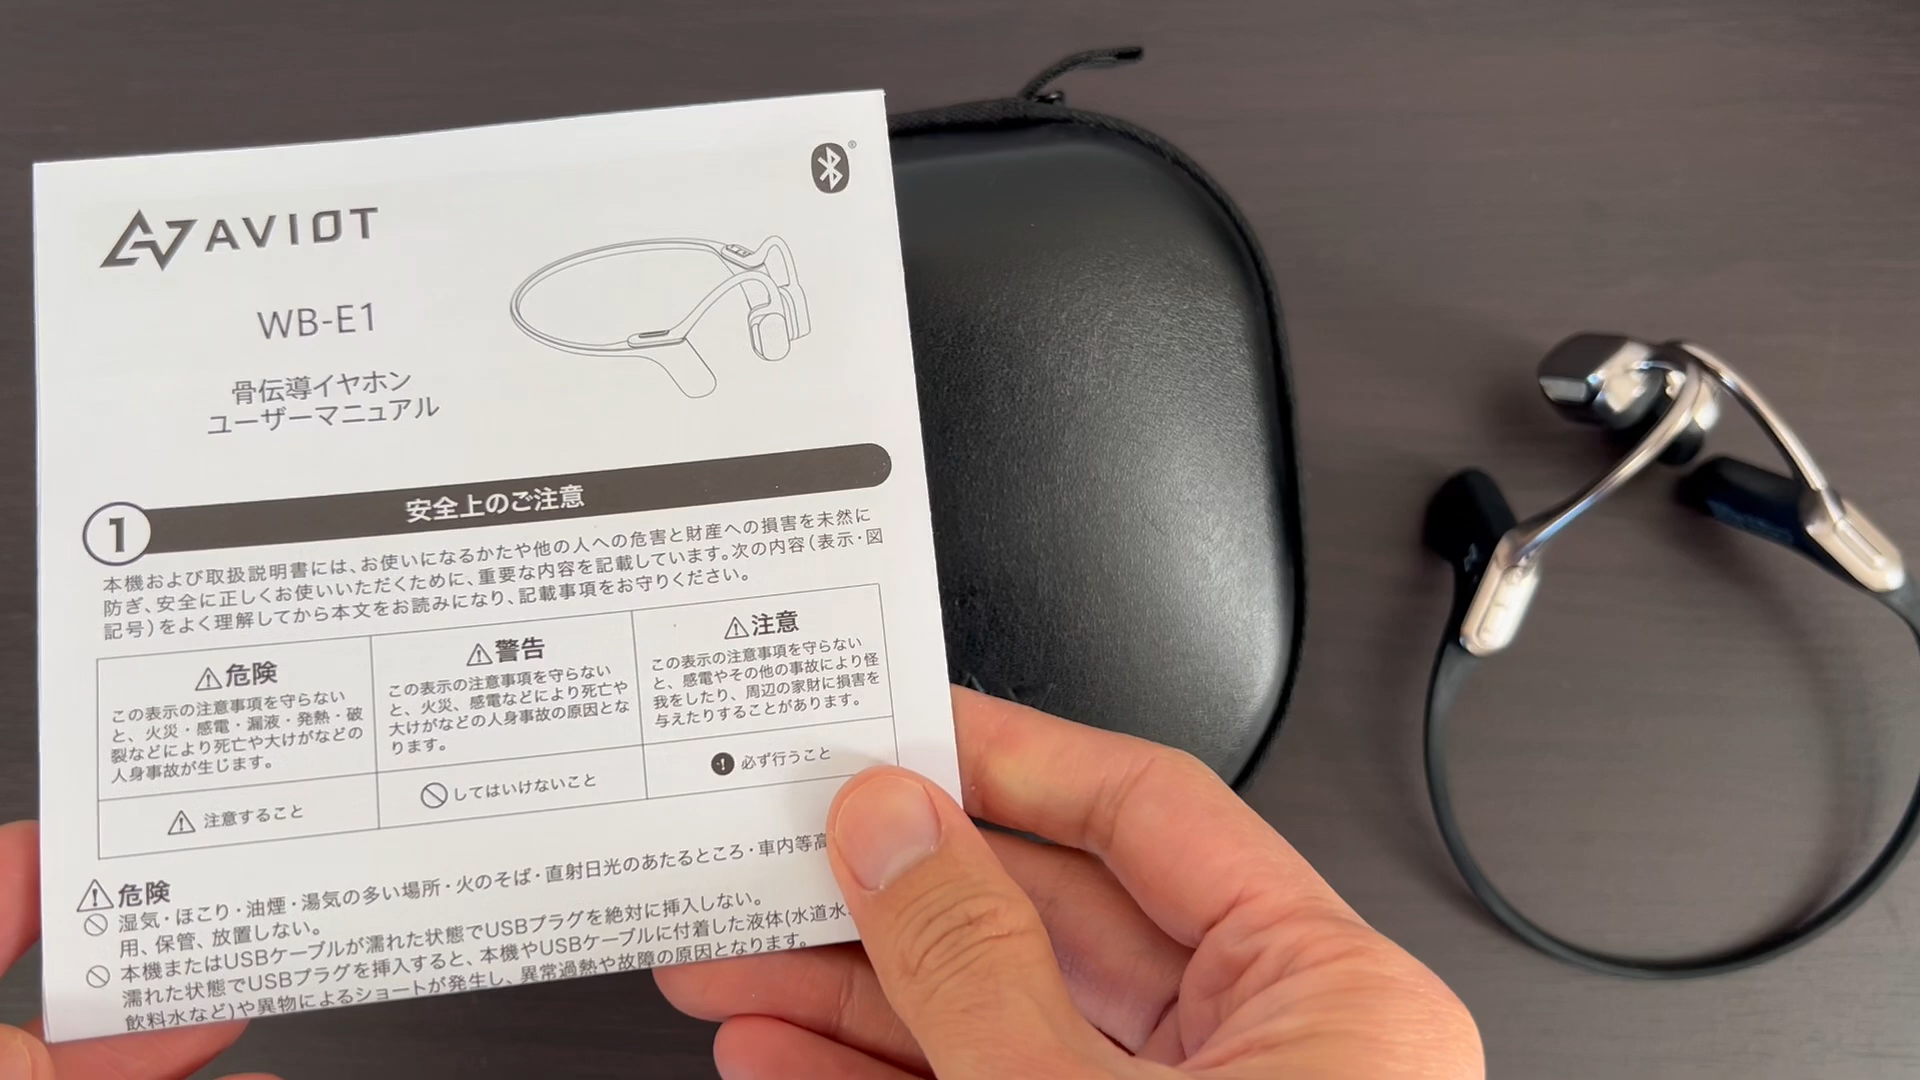 AVIOT
WB-E1
骨伝導イヤホン
ユーザーマニュアル
1 安全上のご注意
本機および取扱説明書には、お使いになるかたや他の人への危害と財産への損害を未然に
防ぎ、安全に正しくお使いいただくために、重要な内容を記載しています。次の内容(表示・図
記号)をよく理解してから本文をお読みになり、記載事項をお守りください。
危険
この表示の注意事項を守らない
と、火災・感電・漏液・発熱・破
裂などにより死亡や大けがなどの
人身事故が生じます。
警告
この表示の注意事項を守らない
と、火災、感電などにより死亡や
大けがなどの人身事故の原因とな
ります。
注意
この表示の注意事項を守らない
と、感電やその他の事故により怪
我をしたり、周辺の家財に損害を
与えたりすることがあります。
注意すること
してはいけないこと
必ず行うこと
危険
湿気・ほこり・油煙・湯気の多い場所・火のそば・直射日光のあたるところ・車内等高
用、保管、放置しない。
本機またはUSBケーブルが濡れた状態でUSBプラグを絶対に挿入しない。
濡れた状態でUSBプラグを挿入すると、本機やUSBケーブルに付着した液体(水道水、
飲料水など)や異物によるショートが発生し、異常過熱や故障の原因となります。